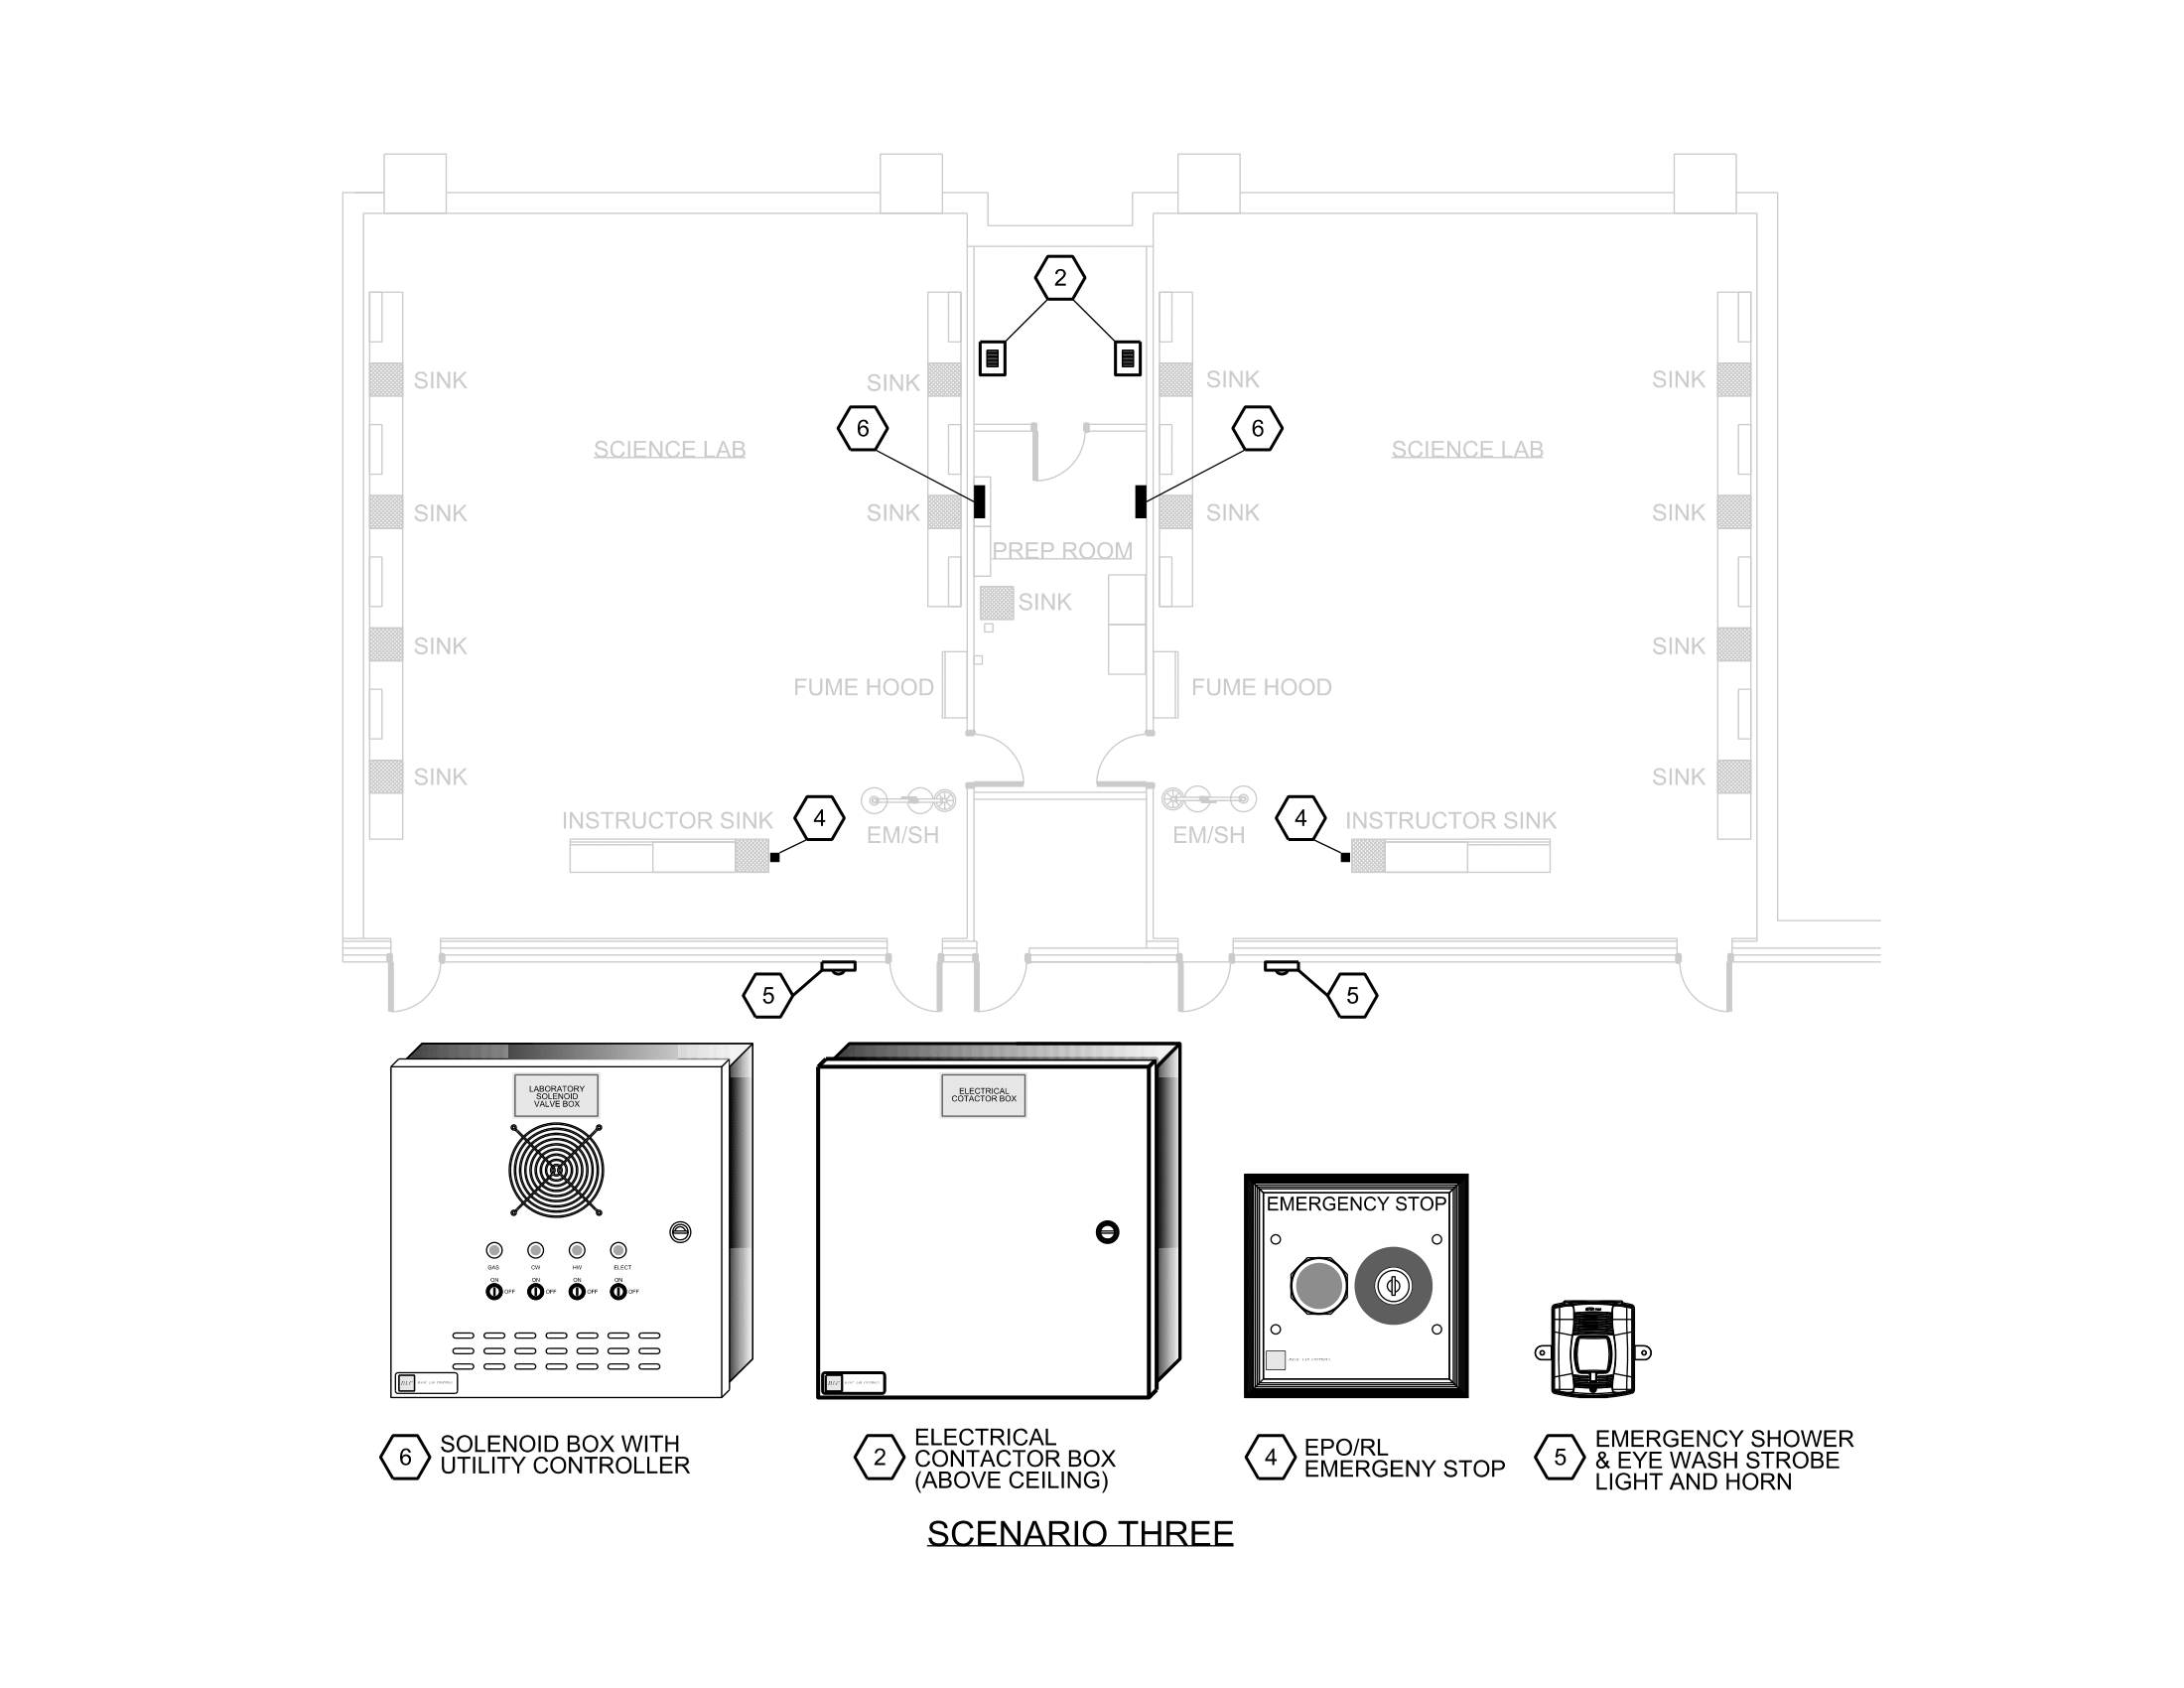 2
SINK
SINK
SINK
SINK
6
6
SCIENCE LAB
SCIENCE LAB
SINK
SINK
SINK
SINK
PREP ROOM
SINK
SINK
SINK
FUME HOOD
FUME HOOD
SINK
SINK
INSTRUCTOR SINK
4
EM/SH
EM/SH
4
INSTRUCTOR SINK
5
5
LABORATORY
SOLENOID
VALVE BOX
GAS
CW
HW
ELECT
ON
ON
ON
ON
OFF
OFF
OFF
OFF
ELECTRICAL
COTACTOR BOX
EMERGENCY STOP
6
SOLENOID BOX WITH
UTILITY CONTROLLER
2
ELECTRICAL
CONTACTOR BOX
(ABOVE CEILING)
4
EPO/RL
EMERGENY STOP
5
EMERGENCY SHOWER
& EYE WASH STROBE
LIGHT AND HORN
SCENARIO THREE